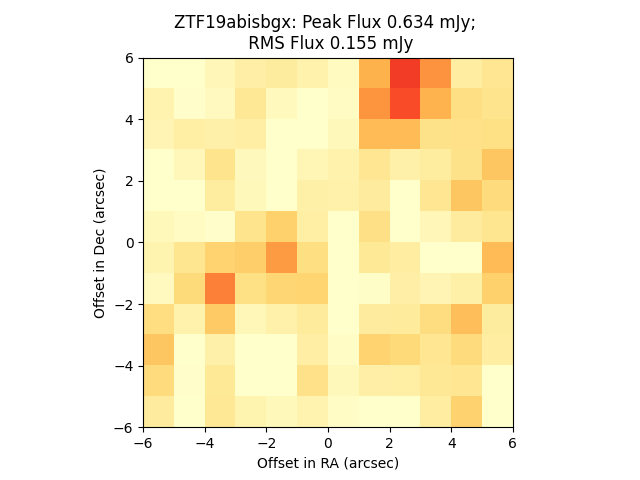 ZTF19abisbgx: Peak Flux 0.634 mJy;
RMS Flux 0.155 mJy
6
4
2
0
−2
−4
−6
Offset in Dec (arcsec)
−6 −4 −2 0 2 4 6
Offset in RA (arcsec)